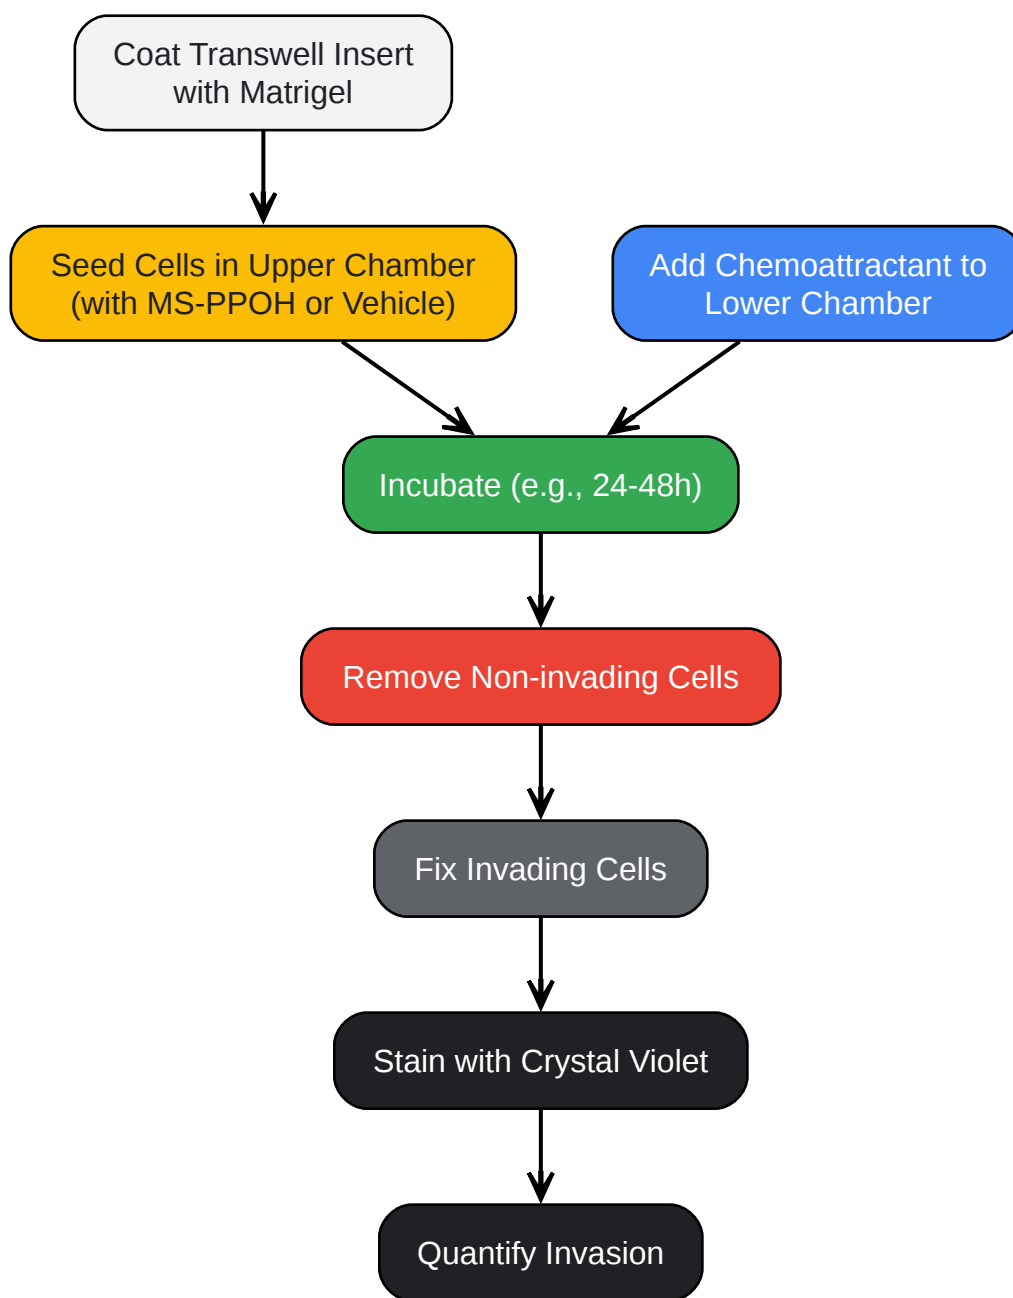 Coat Transwell Insert
with Matrigel
Seed Cells in Upper Chamber
(with MS-PPOH or Vehicle)
Add Chemoattractant to
Lower Chamber
Incubate (e.g., 24-48h)
Remove Non-invading Cells
Fix Invading Cells
Stain with Crystal Violet
Quantify Invasion